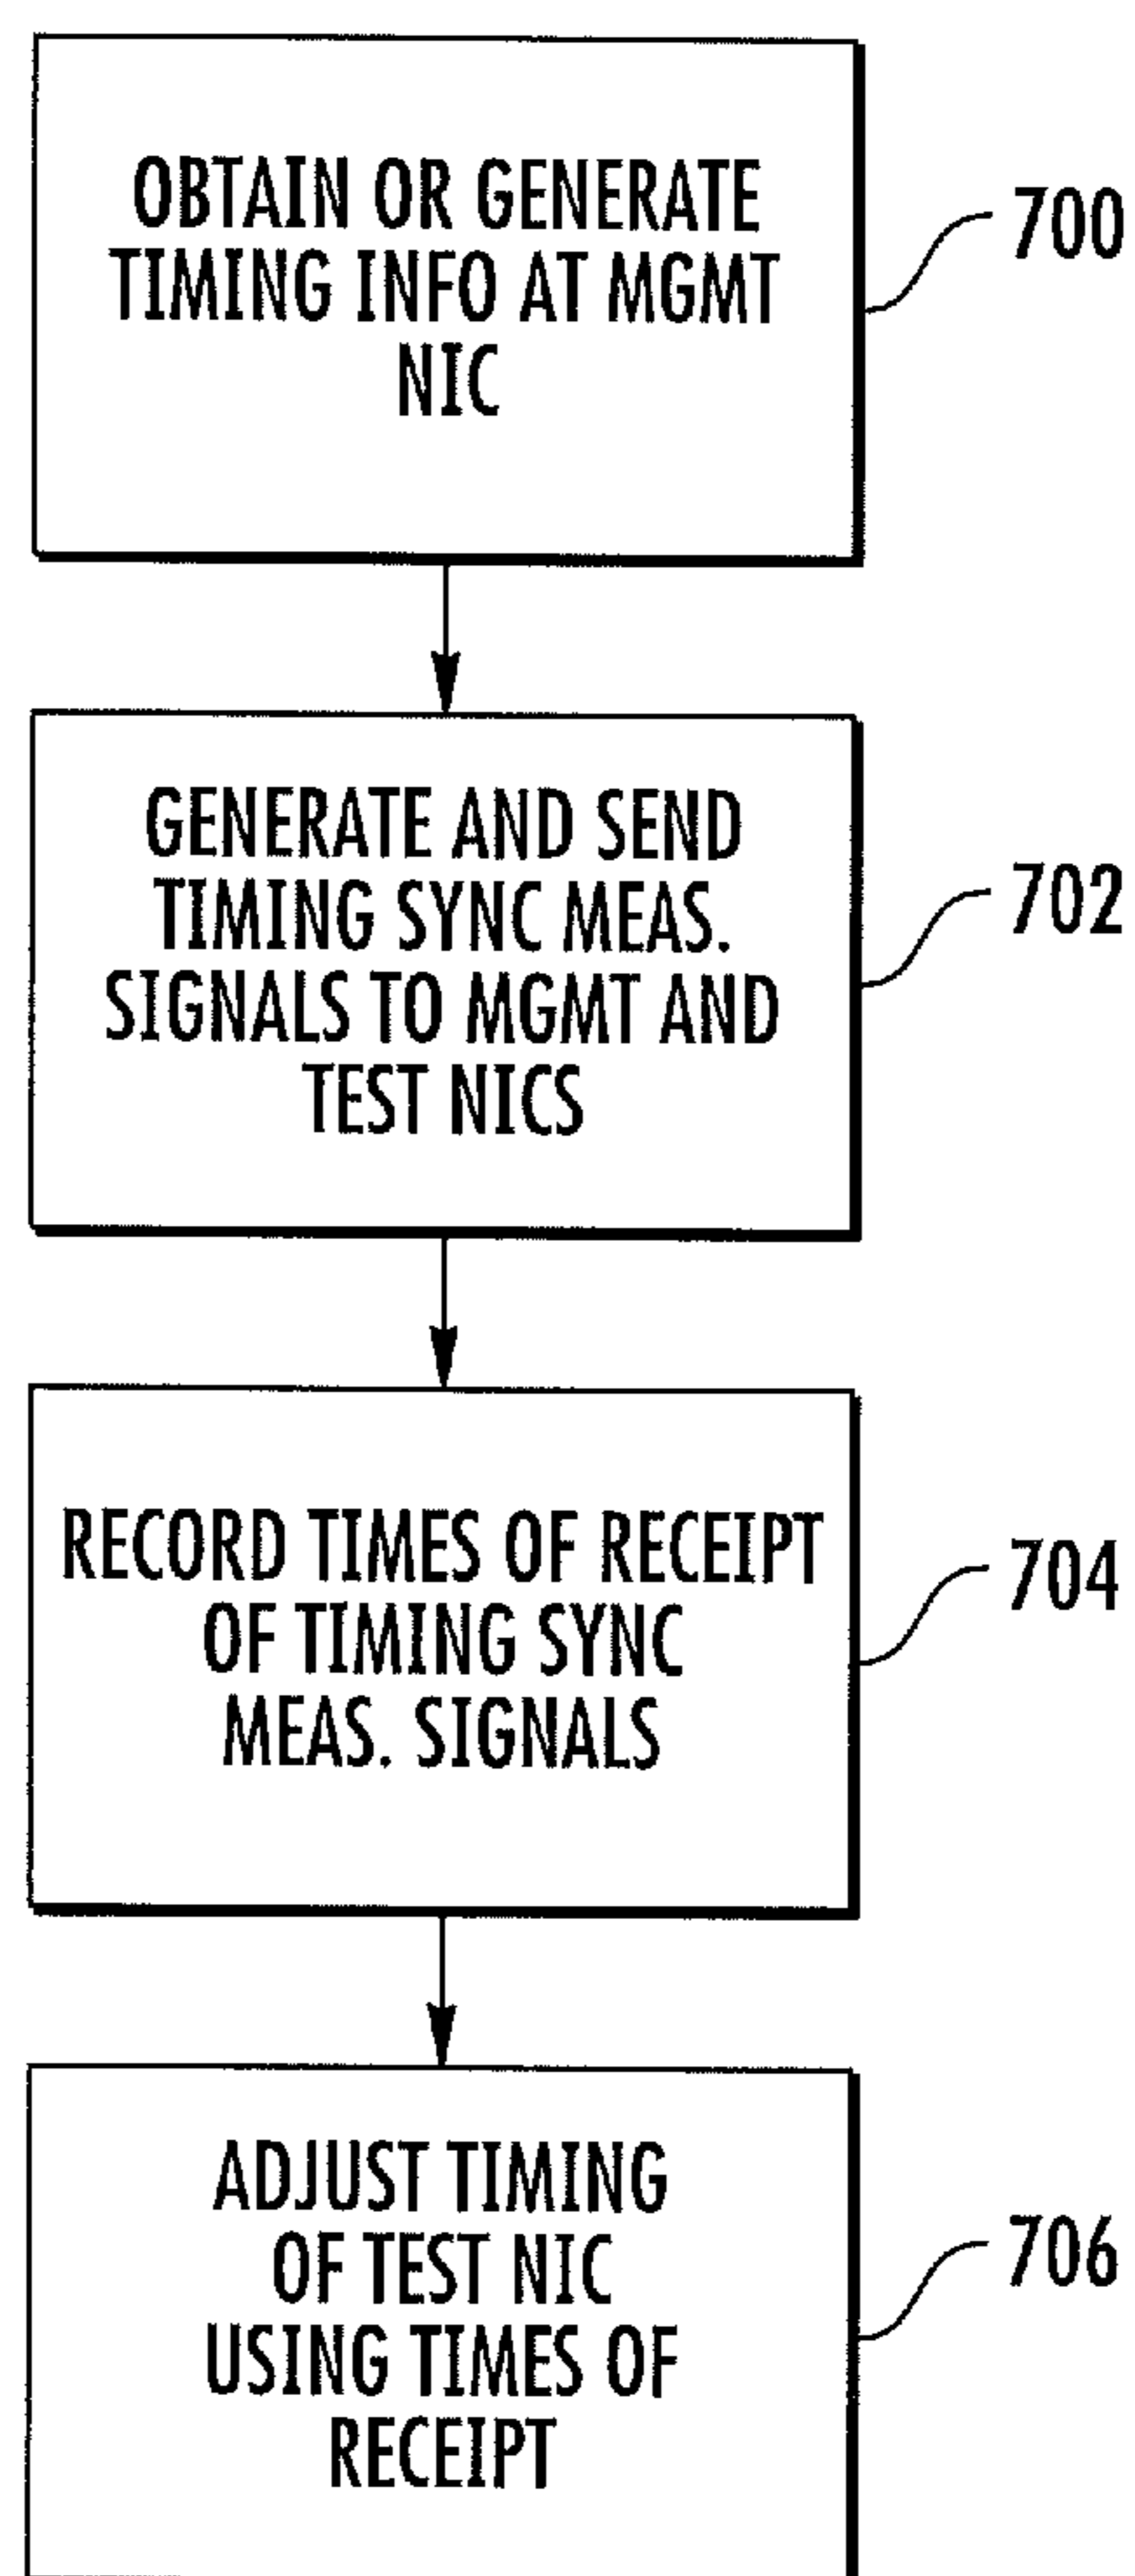 OBTAIN OR GENERATE
TIMING INFO AT MGMT
NIC
700
GENERATE AND SEND
TIMING SYNC MEAS.
SIGNALS TO MGMT AND
TEST NICS
702
RECORD TIMES OF RECEIPT
OF TIMING SYNC
MEAS. SIGNALS
704
ADJUST TIMING
OF TEST NIC
USING TIMES OF
RECEIPT
706